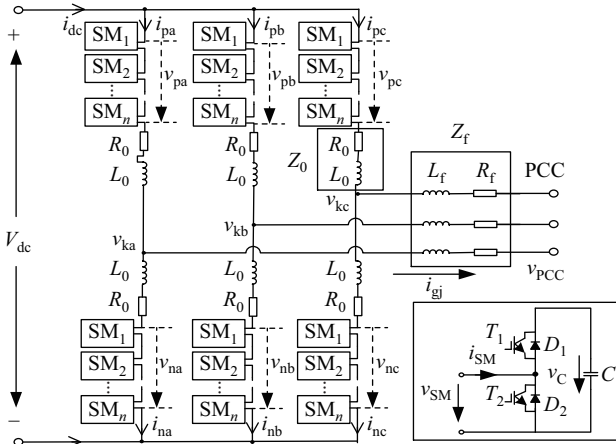 +
i_dc i_pa i_pb i_pc
SM_1 SM_1 SM_1
SM_2 SM_2 SM_2
v_pa v_pb v_pc
SM_n SM_n SM_n
R_0 R_0 Z_0 R_0 Z_f
L_0 L_0 L_0 L_f R_f PCC
v_kc
V_dc v_ka v_kb
v_PCC
L_0 L_0 L_0 i_gj
R_0 R_0 R_0
SM_1 SM_1 SM_1 T_1 D_1
SM_2 SM_2 SM_2 i_SM v_C C
v_na v_nb v_nc
v_SM T_2 D_2
SM_n SM_n SM_n
− i_na i_nb i_nc